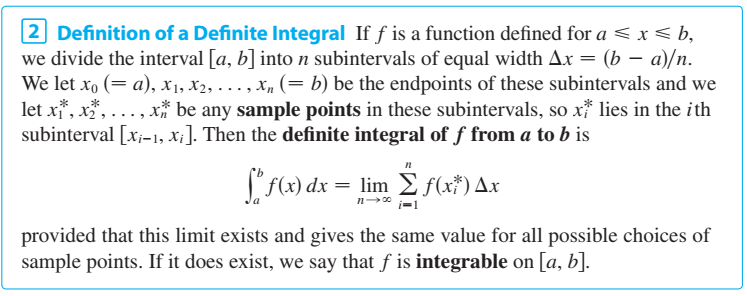 2 Definition of a Definite Integral If f is a function defined for a ≤ x ≤ b,
we divide the interval [a, b] into n subintervals of equal width Δx = (b − a)/n.
We let x₀ (= a), x₁, x₂, . . . , xₙ (= b) be the endpoints of these subintervals and we
let x₁*, x₂*, . . . , xₙ* be any sample points in these subintervals, so xᵢ* lies in the ith
subinterval [xᵢ₋₁, xᵢ]. Then the definite integral of f from a to b is
∫ₐᵇ f(x) dx = lim n→∞ ∑ᵢ₌₁ⁿ f(xᵢ*) Δx
provided that this limit exists and gives the same value for all possible choices of
sample points. If it does exist, we say that f is integrable on [a, b].